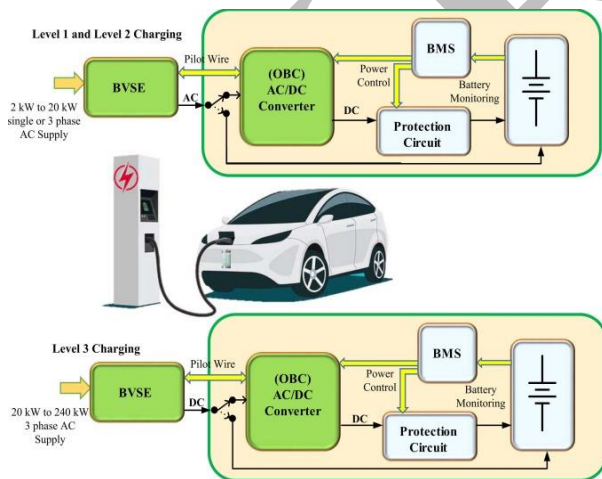 Level 1 and Level 2 Charging
Pilot Wire
BVSE
(OBC)
AC/DC
Converter
BMS
Power
Control
Battery
Monitoring
AC
DC
Protection
Circuit
2 kW to 20 kW
single or 3 phase
AC Supply
Level 3 Charging
Pilot Wire
BVSE
(OBC)
AC/DC
Converter
BMS
Power
Control
Battery
Monitoring
DC
DC
Protection
Circuit
20 kW to 240 kW
3 phase AC
Supply